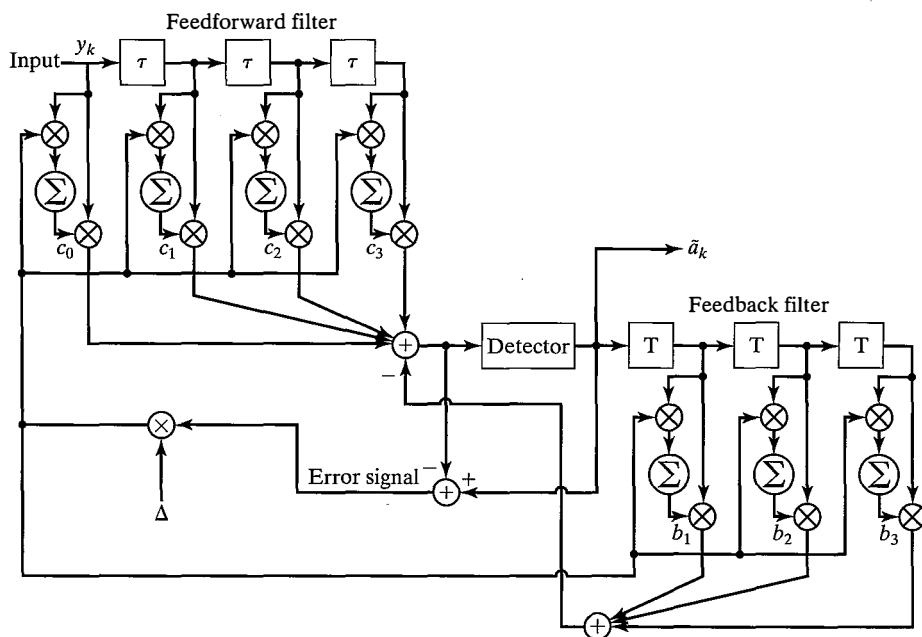 Feedforward filter
Input
y_k
τ
τ
τ
Σ
Σ
Σ
Σ
c_0
c_1
c_2
c_3
ã_k
Feedback filter
+
−
Detector
T
T
T
Δ
Error signal
−
+
+
Σ
Σ
Σ
b_1
b_2
b_3
+